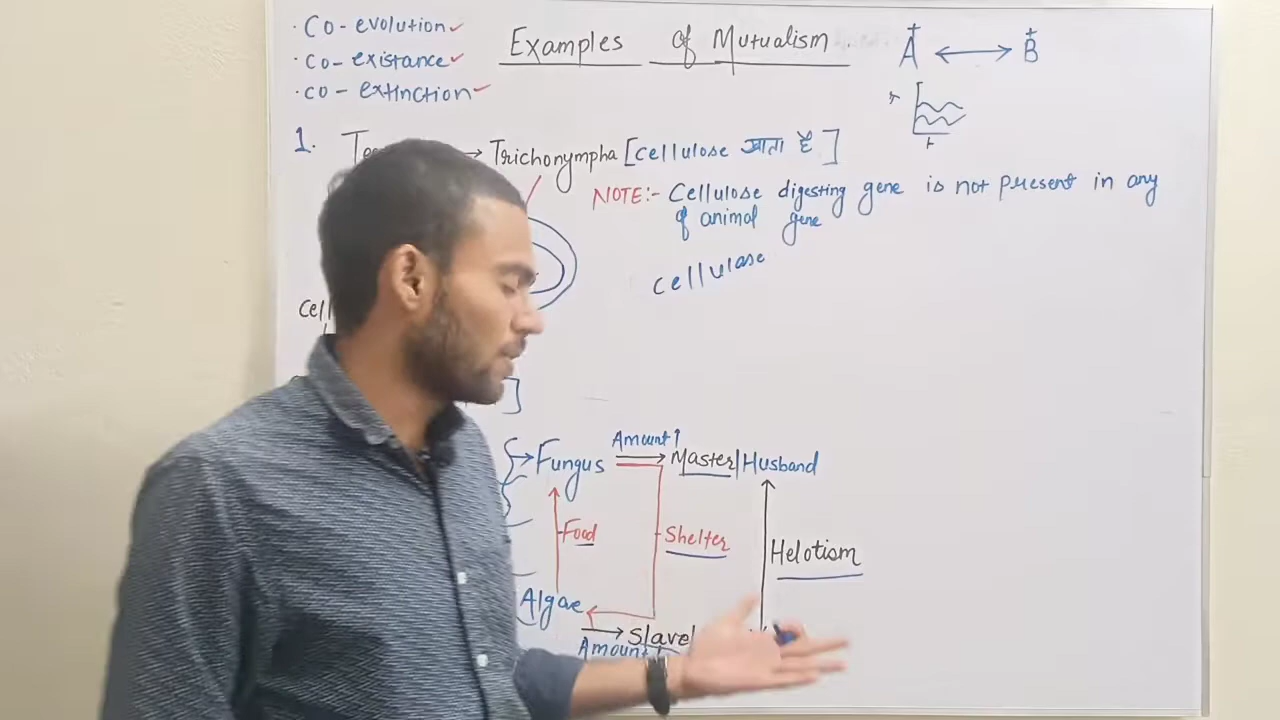 · Co-evolution
· Co-existance
· co-extinction
Examples of Mutualism
A⁺ ⟷ B⁺
1.
→ Trichonympha [cellulose खाता है]
NOTE:- Cellulose digesting gene is not present in any
of animal gene
cellulase
Fungus
Amount↑
Master/Husband
Food
Shelter
Helotism
Algae
Slave
Amount